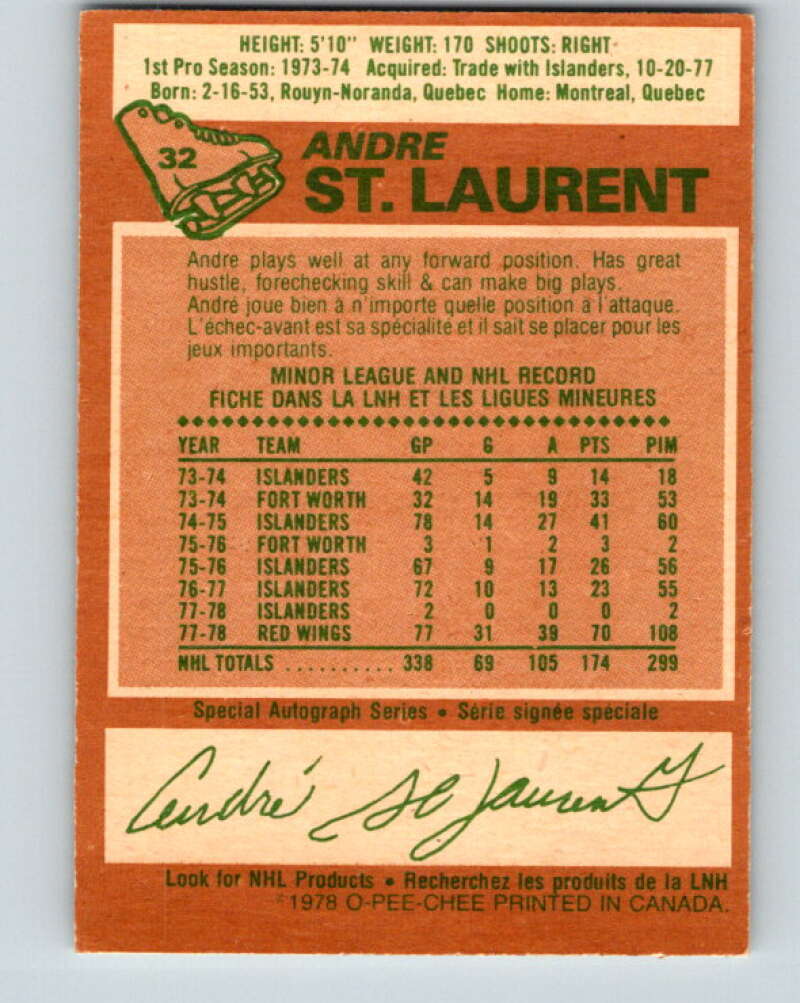 HEIGHT: 5'10" WEIGHT: 170 SHOOTS: RIGHT
1st Pro Season: 1973-74 Acquired: Trade with Islanders, 10-20-77
Born: 2-16-53, Rouyn-Noranda, Quebec Home: Montreal, Quebec
32
ANDRE
ST. LAURENT
Andre plays well at any forward position. Has great
hustle, forechecking skill & can make big plays.
André joue bien à n'importe quelle position à l'attaque.
L'échec-avant est sa spécialité et il sait se placer pour les
jeux importants.
MINOR LEAGUE AND NHL RECORD
FICHE DANS LA LNH ET LES LIGUES MINEURES
YEAR TEAM GP G A PTS PIM
73-74 ISLANDERS 42 5 9 14 18
73-74 FORT WORTH 32 14 19 33 53
74-75 ISLANDERS 78 14 27 41 60
75-76 FORT WORTH 3 1 2 3 2
75-76 ISLANDERS 67 9 17 26 56
76-77 ISLANDERS 72 10 13 23 55
77-78 ISLANDERS 2 0 0 0 2
77-78 RED WINGS 77 31 39 70 108
NHL TOTALS .......... 338 69 105 174 299
Special Autograph Series • Série signée spéciale
André St Laurent
Look for NHL Products • Recherchez les produits de la LNH
©1978 O-PEE-CHEE PRINTED IN CANADA.